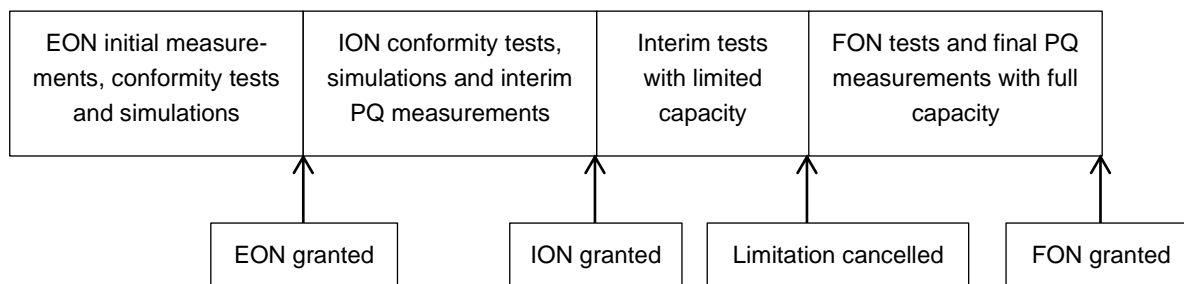 EON initial measure-
ments, conformity tests
and simulations
ION conformity tests,
simulations and interim
PQ measurements
Interim tests
with limited
capacity
FON tests and final PQ
measurements with full
capacity
EON granted
ION granted
Limitation cancelled
FON granted